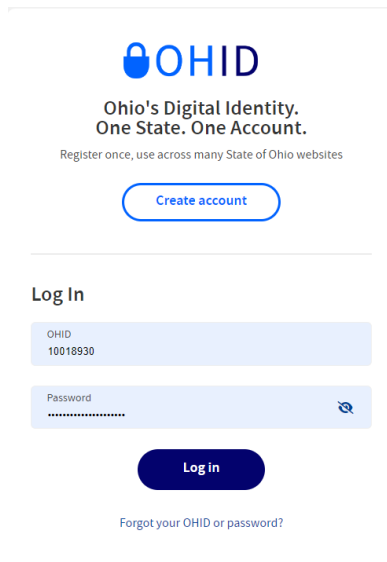 OHID
Ohio's Digital Identity.
One State. One Account.
Register once, use across many State of Ohio websites
Create account
Log In
OHID
10018930
Password
•••••••••••••••••••••
Log in
Forgot your OHID or password?